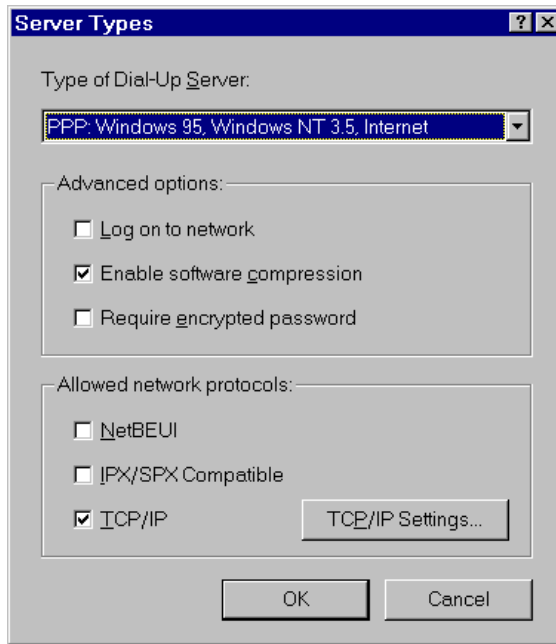 Server Types
Type of Dial-Up Server:
PPP: Windows 95, Windows NT 3.5, Internet
Advanced options:
Log on to network
Enable software compression
Require encrypted password
Allowed network protocols:
NetBEUI
IPX/SPX Compatible
TCP/IP TCP/IP Settings...
OK Cancel